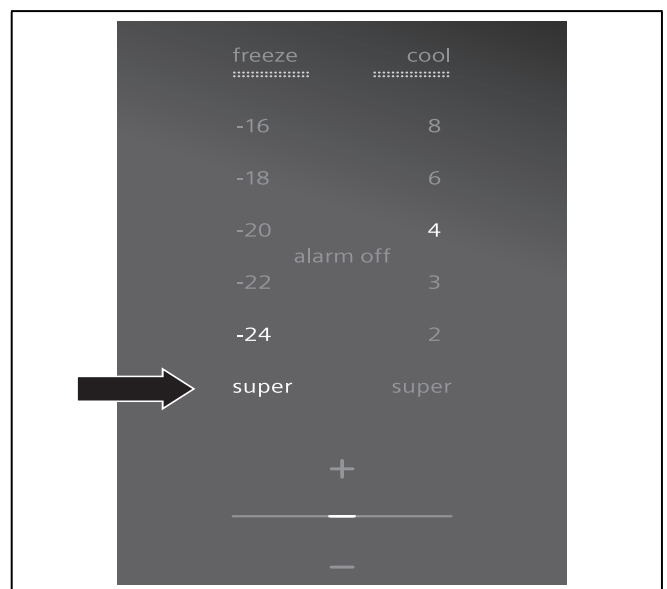 freeze cool
-16 8
-18 6
-20 4
alarm off
-22 3
-24 2
super super
+
–